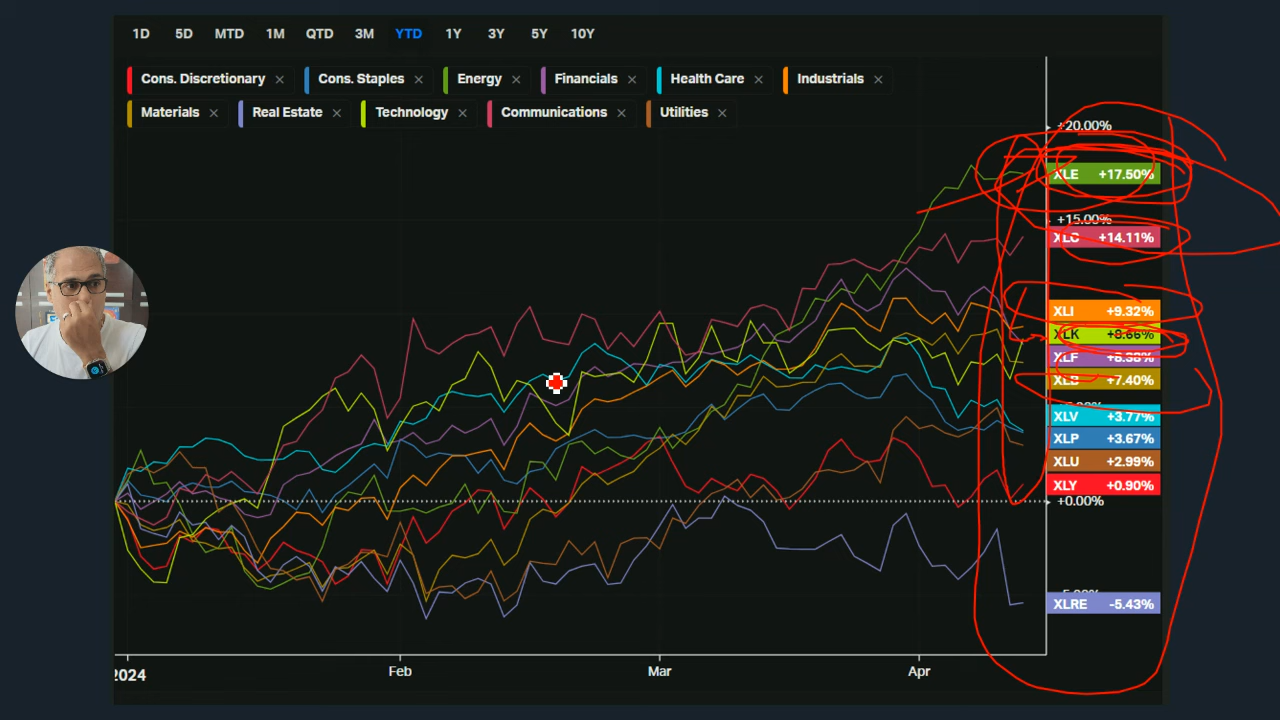 1D 5D MTD 1M QTD 3M YTD 1Y 3Y 5Y 10Y
Cons. Discretionary × Cons. Staples × Energy × Financials × Health Care × Industrials ×
Materials × Real Estate × Technology × Communications × Utilities ×
+20.00%
XLE +17.50%
+15.00%
XLC +14.11%
XLI +9.32%
XLK
XLF +8.38%
XLB +7.40%
XLV +3.77%
XLP +3.67%
XLU +2.99%
XLY +0.90%
+0.00%
XLRE -5.43%
2024 Feb Mar Apr